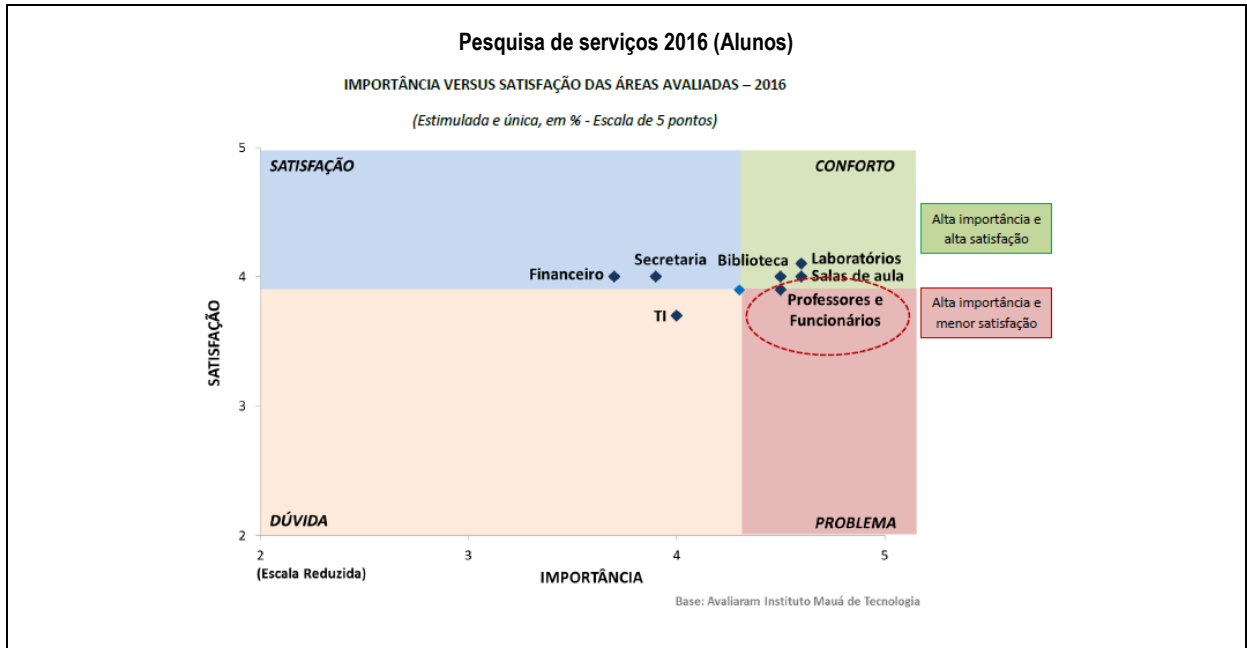 Pesquisa de serviços 2016 (Alunos)
IMPORTÂNCIA VERSUS SATISFAÇÃO DAS ÁREAS AVALIADAS – 2016
(Estimulada e única, em % - Escala de 5 pontos)
5
SATISFAÇÃO
CONFORTO
Alta importância e
alta satisfação
Secretaria
Biblioteca
Laboratórios
Financeiro
Salas de aula
4
Professores e
Funcionários
Alta importância e
menor satisfação
TI
SATISFAÇÃO
3
DÚVIDA
PROBLEMA
2
2
3
4
5
(Escala Reduzida)
IMPORTÂNCIA
Base: Avaliaram Instituto Mauá de Tecnologia